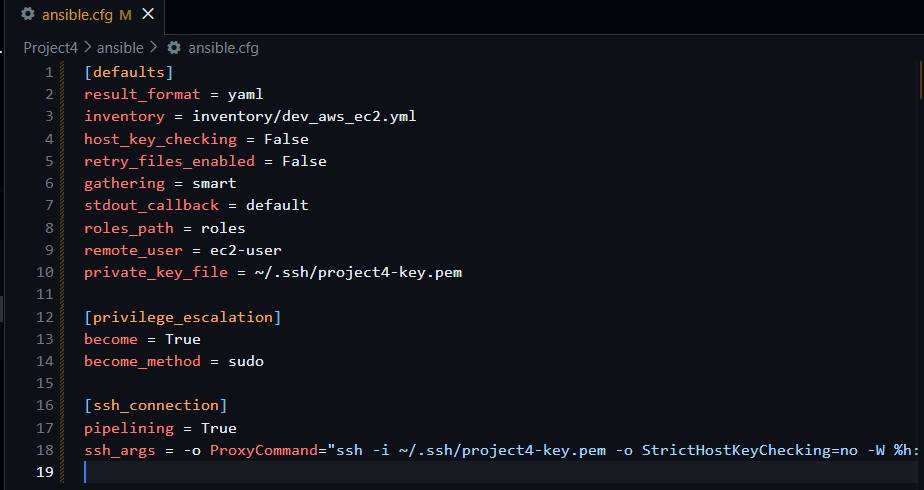 ansible.cfg M
Project4 > ansible > ansible.cfg
1 [defaults]
2 result_format = yaml
3 inventory = inventory/dev_aws_ec2.yml
4 host_key_checking = False
5 retry_files_enabled = False
6 gathering = smart
7 stdout_callback = default
8 roles_path = roles
9 remote_user = ec2-user
10 private_key_file = ~/.ssh/project4-key.pem
11
12 [privilege_escalation]
13 become = True
14 become_method = sudo
15
16 [ssh_connection]
17 pipelining = True
18 ssh_args = -o ProxyCommand="ssh -i ~/.ssh/project4-key.pem -o StrictHostKeyChecking=no -W %h:
19